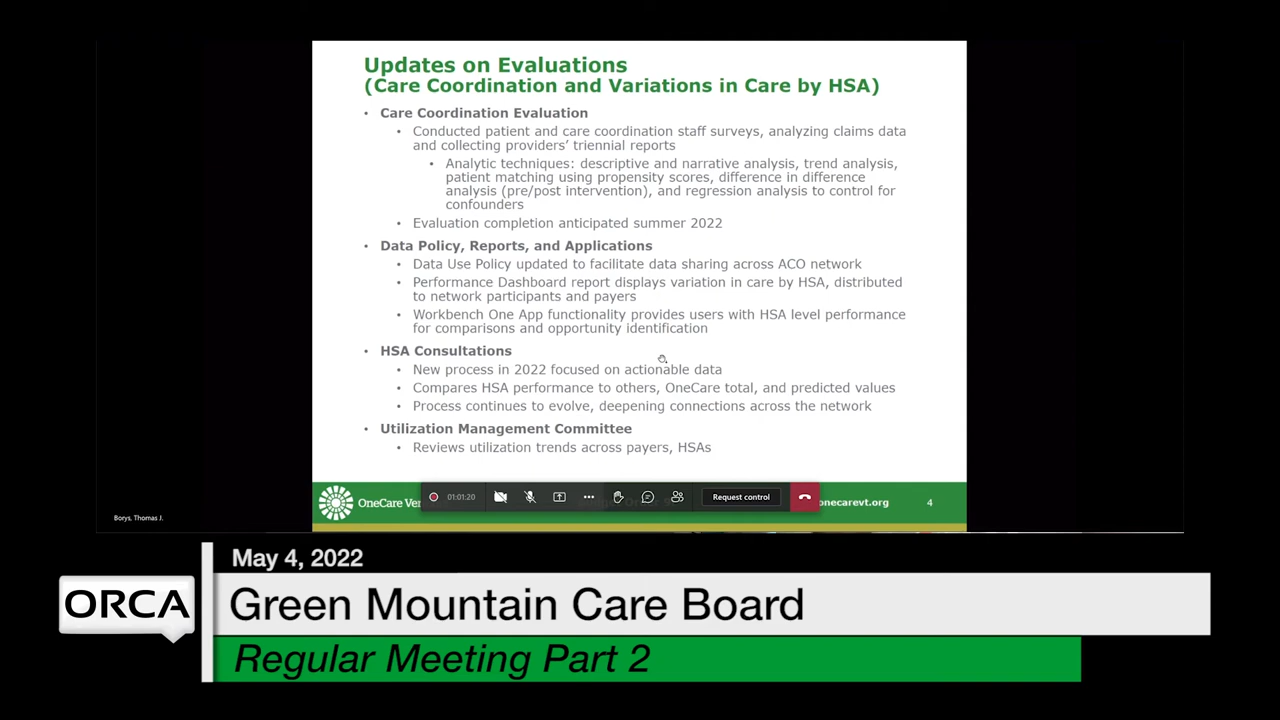 Updates on Evaluations
(Care Coordination and Variations in Care by HSA)
• Care Coordination Evaluation
• Conducted patient and care coordination staff surveys, analyzing claims data
and collecting providers’ triennial reports
• Analytic techniques: descriptive and narrative analysis, trend analysis,
patient matching using propensity scores, difference in difference
analysis (pre/post intervention), and regression analysis to control for
confounders
• Evaluation completion anticipated summer 2022
• Data Policy, Reports, and Applications
• Data Use Policy updated to facilitate data sharing across ACO network
• Performance Dashboard report displays variation in care by HSA, distributed
to network participants and payers
• Workbench One App functionality provides users with HSA level performance
for comparisons and opportunity identification
• HSA Consultations
• New process in 2022 focused on actionable data
• Compares HSA performance to others, OneCare total, and predicted values
• Process continues to evolve, deepening connections across the network
• Utilization Management Committee
• Reviews utilization trends across payers, HSAs
OneCare Ver
01:01:20
Request control
onecarevt.org
4
Borys, Thomas J.
May 4, 2022
ORCA
Green Mountain Care Board
Regular Meeting Part 2